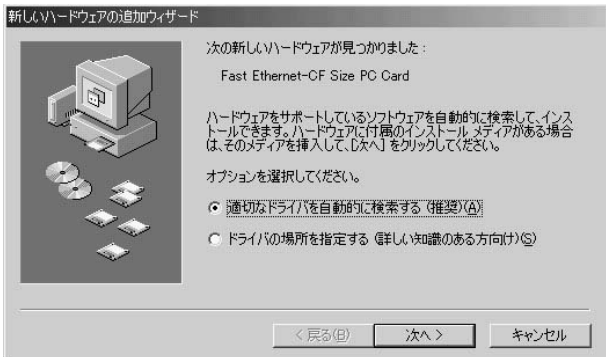 新しいハードウェアの追加ウィザード
次の新しいハードウェアが見つかりました：
Fast Ethernet-CF Size PC Card
ハードウェアをサポートしているソフトウェアを自動的に検索して、インス
トールできます。ハードウェアに付属のインストール メディアがある場合
は、そのメディアを挿入して、[次へ] をクリックしてください。
オプションを選択してください。
適切なドライバを自動的に検索する (推奨)(A)
ドライバの場所を指定する (詳しい知識のある方向け)(S)
< 戻る(B)
次へ >
キャンセル